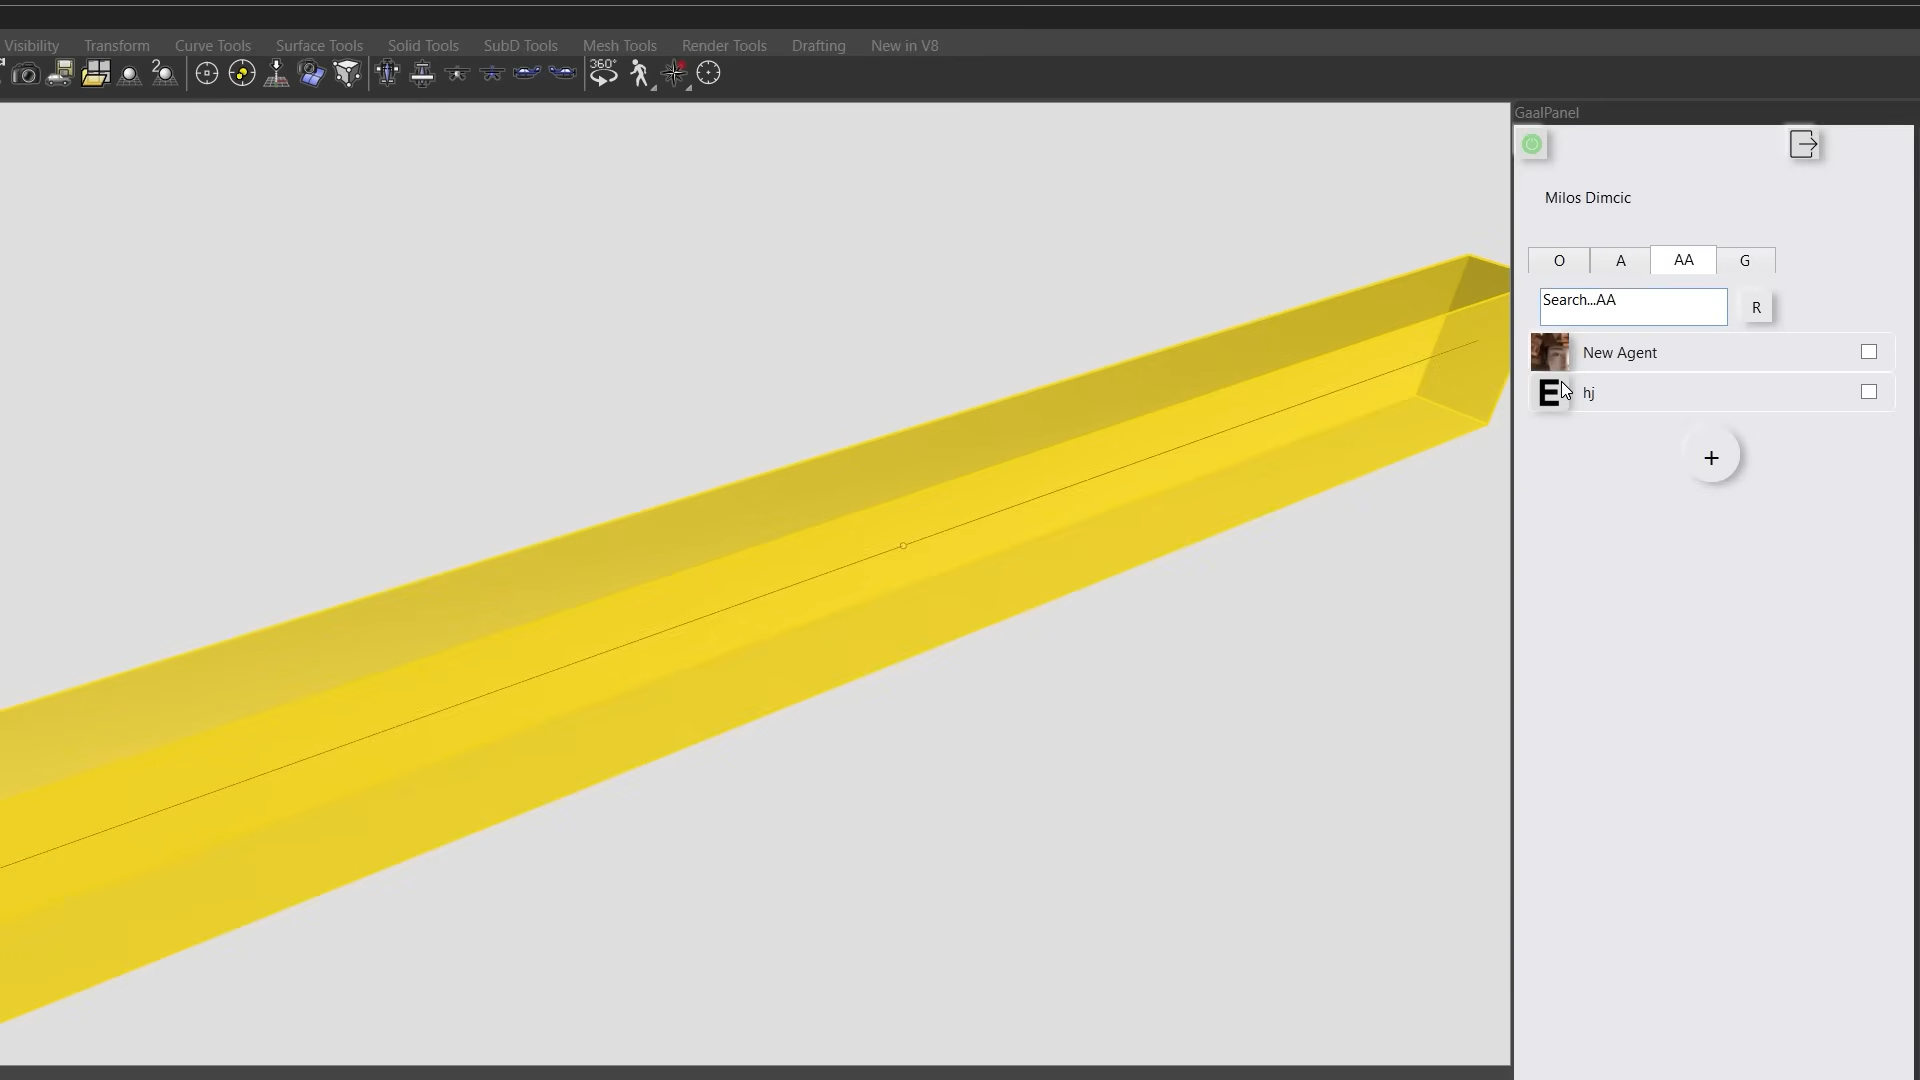 Visibility Transform Curve Tools Surface Tools Solid Tools SubD Tools Mesh Tools Render Tools Drafting New in V8
2 360°
GaalPanel
Milos Dimcic
O A AA G
Search...AA R
New Agent
E hj
+